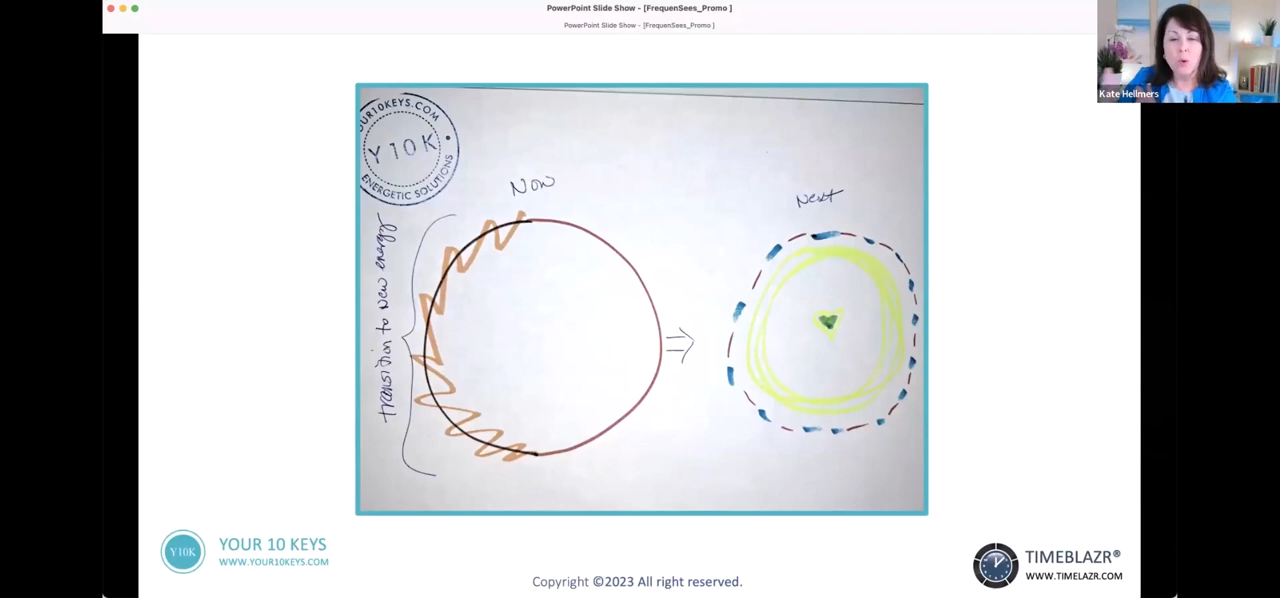 PowerPoint Slide Show - [FrequenSees_Promo ]
PowerPoint Slide Show - [FrequenSees_Promo ]
Kate Hellmers
UR10KEYS.COM
Y10K
ENERGETIC SOLUTIONS
Now
Next
transition to New energy
Y10K
YOUR 10 KEYS
WWW.YOUR10KEYS.COM
Copyright ©2023 All right reserved.
TIMEBLAZR®
WWW.TIMELAZR.COM